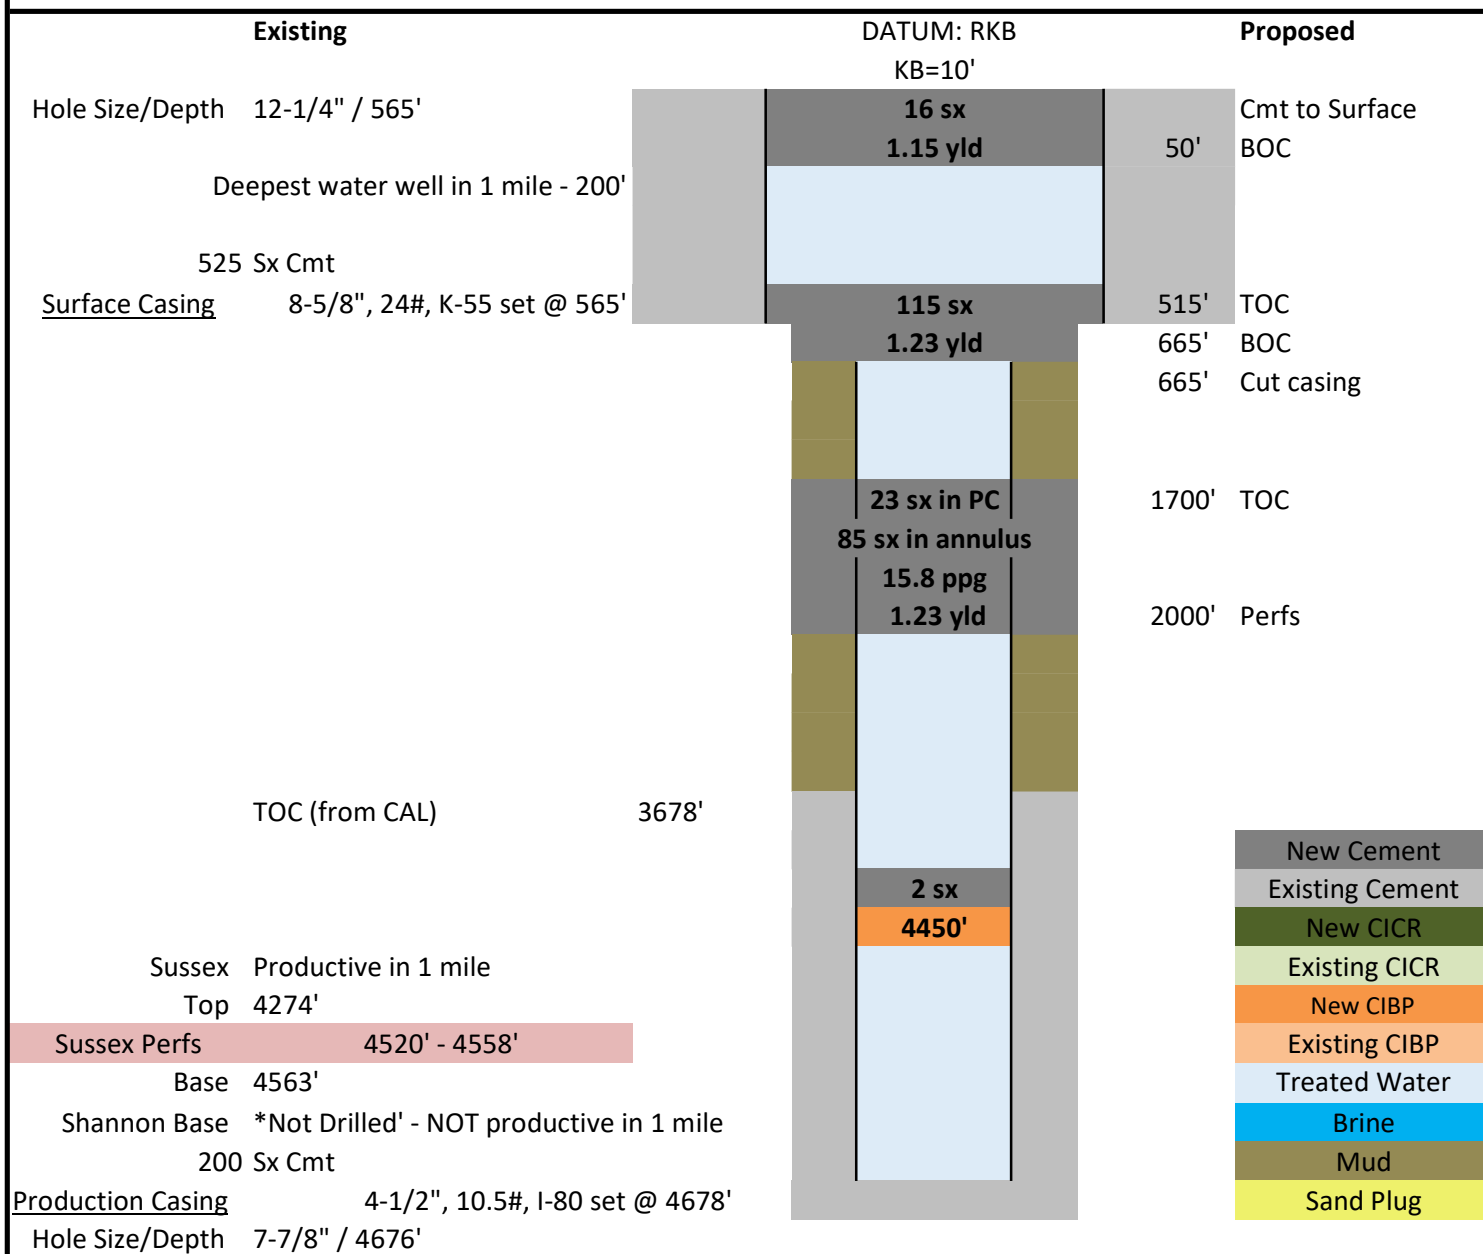 Existing DATUM: RKB Proposed
KB=10'
Hole Size/Depth 12-1/4" / 565' 16 sx Cmt to Surface
1.15 yld 50' BOC
Deepest water well in 1 mile - 200'
525 Sx Cmt
Surface Casing 8-5/8", 24#, K-55 set @ 565' 115 sx 515' TOC
1.23 yld 665' BOC
665' Cut casing
23 sx in PC 1700' TOC
85 sx in annulus
15.8 ppg
1.23 yld 2000' Perfs
TOC (from CAL) 3678'
New Cement
2 sx Existing Cement
4450' New CICR
Sussex Productive in 1 mile Existing CICR
Top 4274' New CIBP
Sussex Perfs 4520' - 4558' Existing CIBP
Base 4563' Treated Water
Shannon Base *Not Drilled' - NOT productive in 1 mile Brine
200 Sx Cmt Mud
Production Casing 4-1/2", 10.5#, I-80 set @ 4678' Sand Plug
Hole Size/Depth 7-7/8" / 4676'